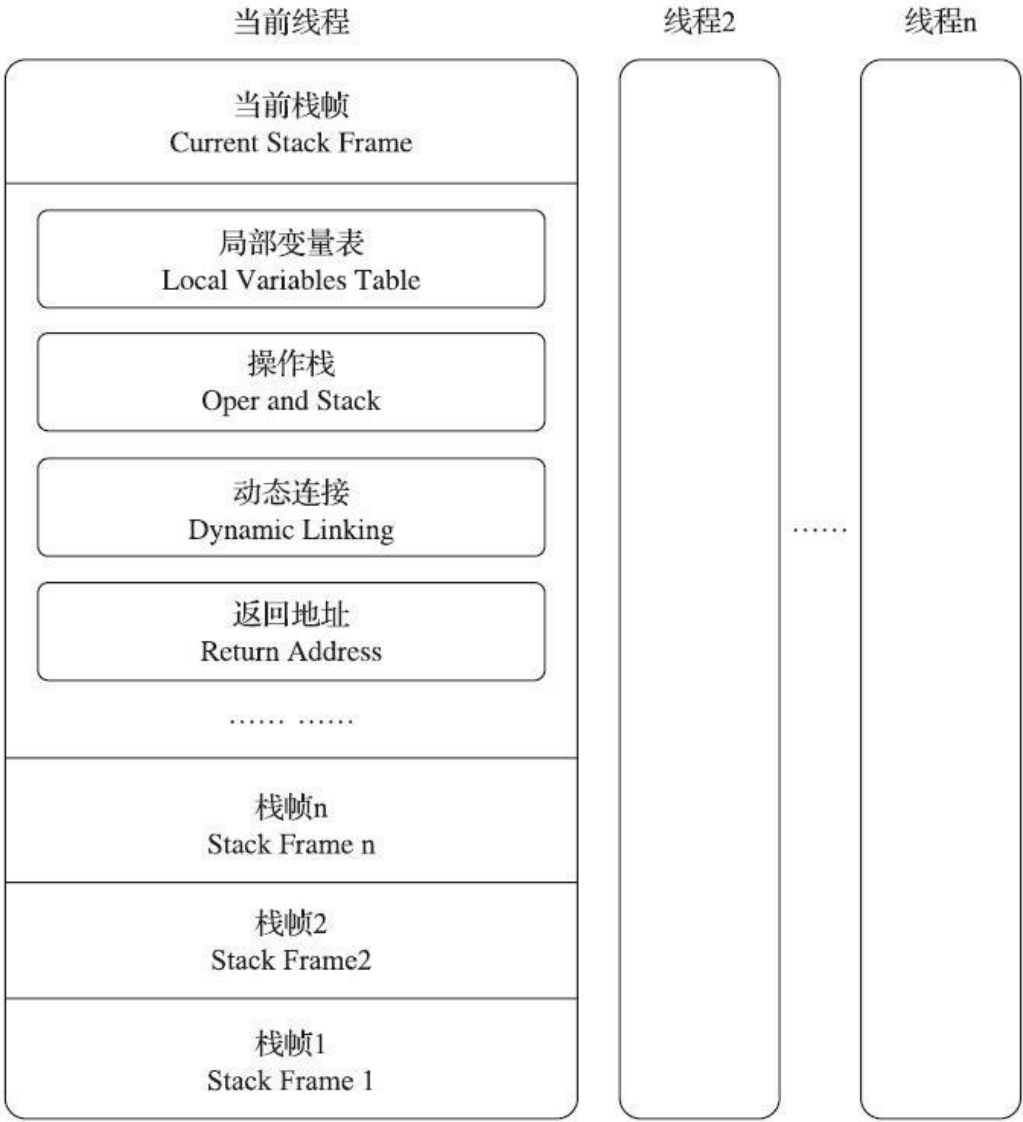 当前线程
线程2
线程n
当前栈帧
Current Stack Frame
局部变量表
Local Variables Table
操作栈
Oper and Stack
动态连接
Dynamic Linking
返回地址
Return Address
…… ……
……
栈帧n
Stack Frame n
栈帧2
Stack Frame2
栈帧1
Stack Frame 1